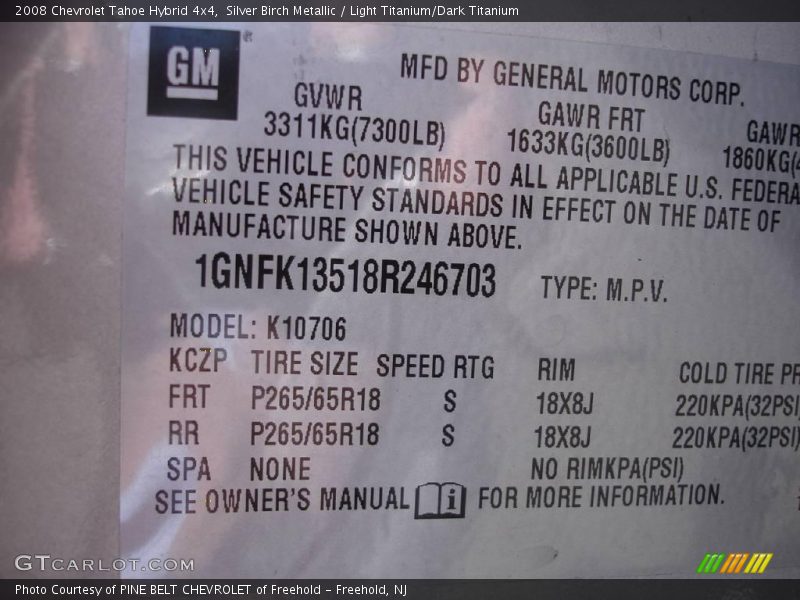 2008 Chevrolet Tahoe Hybrid 4x4,  Silver Birch Metallic / Light Titanium/Dark Titanium
GM
MFD BY GENERAL MOTORS CORP.
GVWR GAWR FRT GAWR
3311KG(7300LB) 1633KG(3600LB) 1860KG(4
THIS VEHICLE CONFORMS TO ALL APPLICABLE U.S. FEDERA
VEHICLE SAFETY STANDARDS IN EFFECT ON THE DATE OF
MANUFACTURE SHOWN ABOVE.
1GNFK13518R246703 TYPE: M.P.V.
MODEL: K10706
KCZP TIRE SIZE SPEED RTG RIM COLD TIRE PR
FRT P265/65R18 S 18X8J 220KPA(32PSI)
RR P265/65R18 S 18X8J 220KPA(32PSI)
SPA NONE NO RIMKPA(PSI)
SEE OWNER'S MANUAL i FOR MORE INFORMATION.
GTcarlot.com
Photo Courtesy of PINE BELT CHEVROLET of Freehold – Freehold, NJ